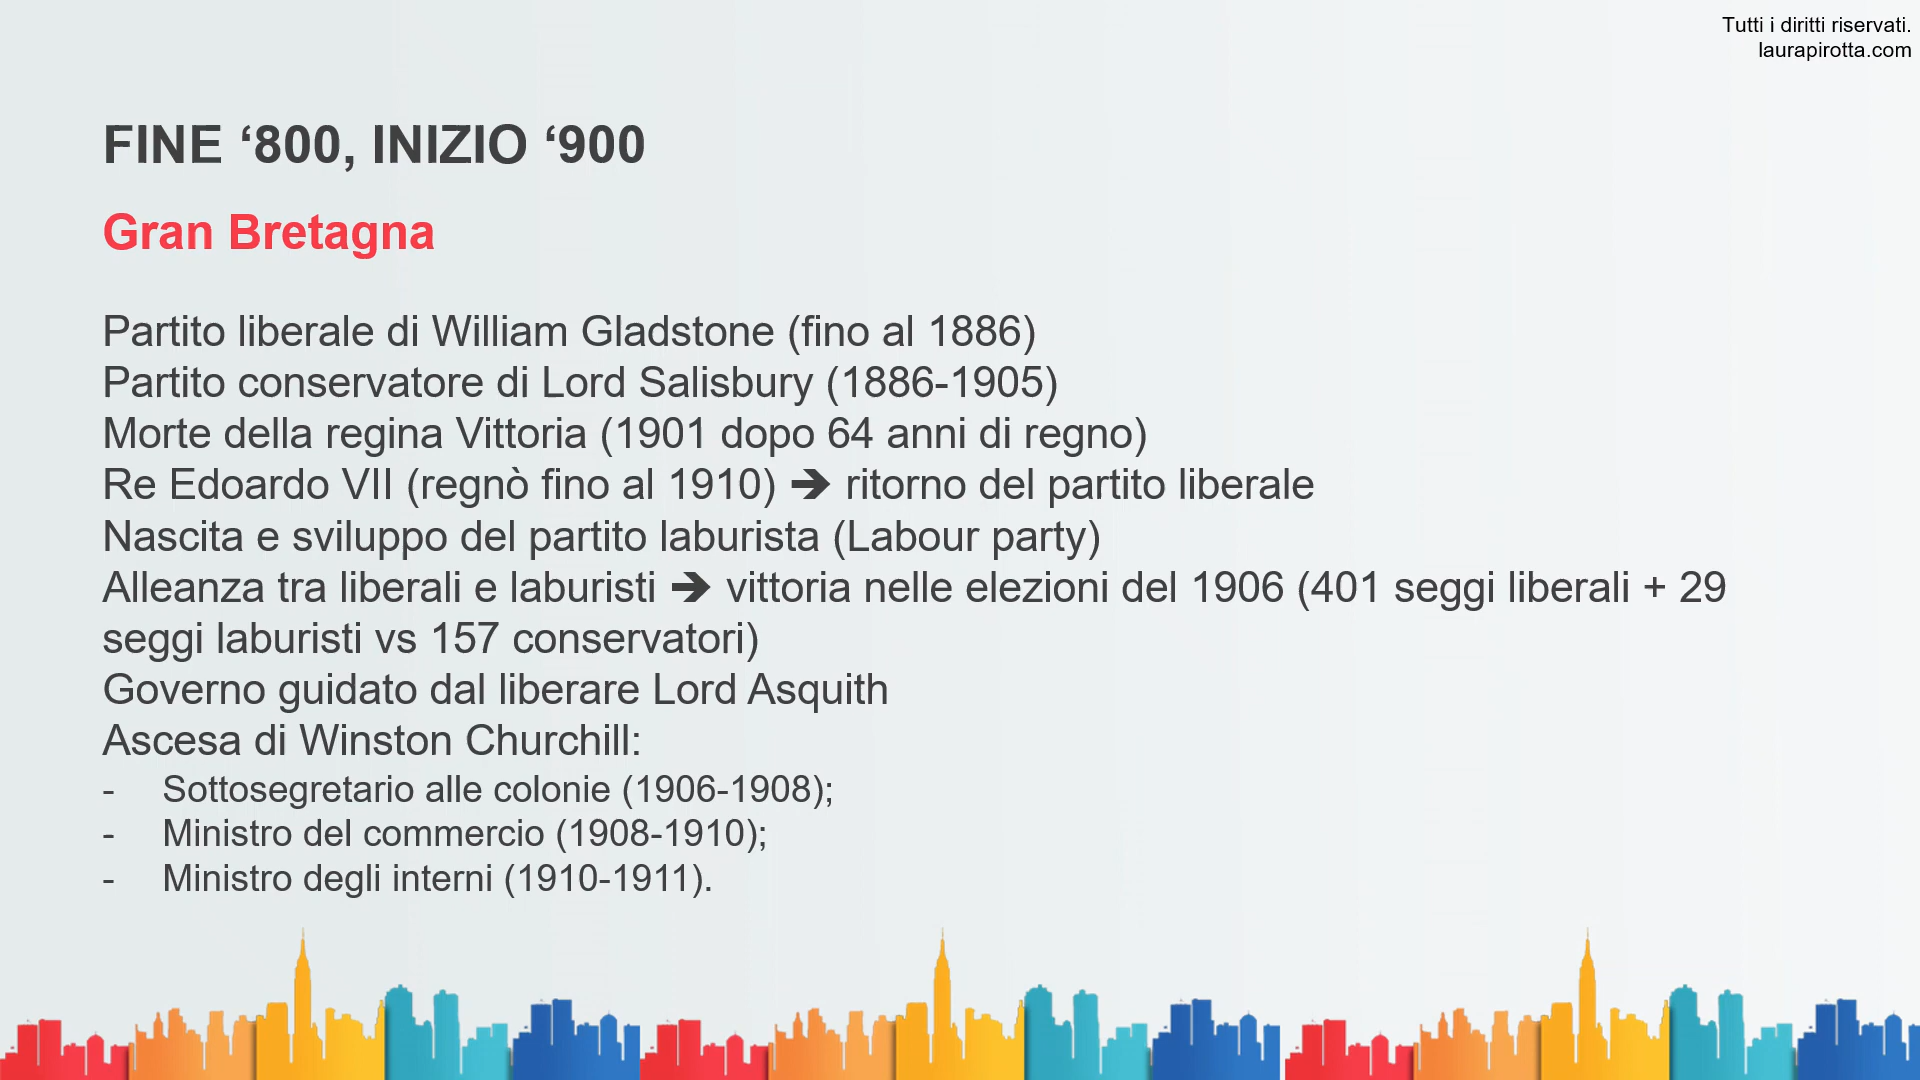 Tutti i diritti riservati.
laurapirotta.com
FINE ‘800, INIZIO ‘900
Gran Bretagna
Partito liberale di William Gladstone (fino al 1886)
Partito conservatore di Lord Salisbury (1886-1905)
Morte della regina Vittoria (1901 dopo 64 anni di regno)
Re Edoardo VII (regnò fino al 1910) ➔ ritorno del partito liberale
Nascita e sviluppo del partito laburista (Labour party)
Alleanza tra liberali e laburisti ➔ vittoria nelle elezioni del 1906 (401 seggi liberali + 29
seggi laburisti vs 157 conservatori)
Governo guidato dal liberare Lord Asquith
Ascesa di Winston Churchill:
- Sottosegretario alle colonie (1906-1908);
- Ministro del commercio (1908-1910);
- Ministro degli interni (1910-1911).